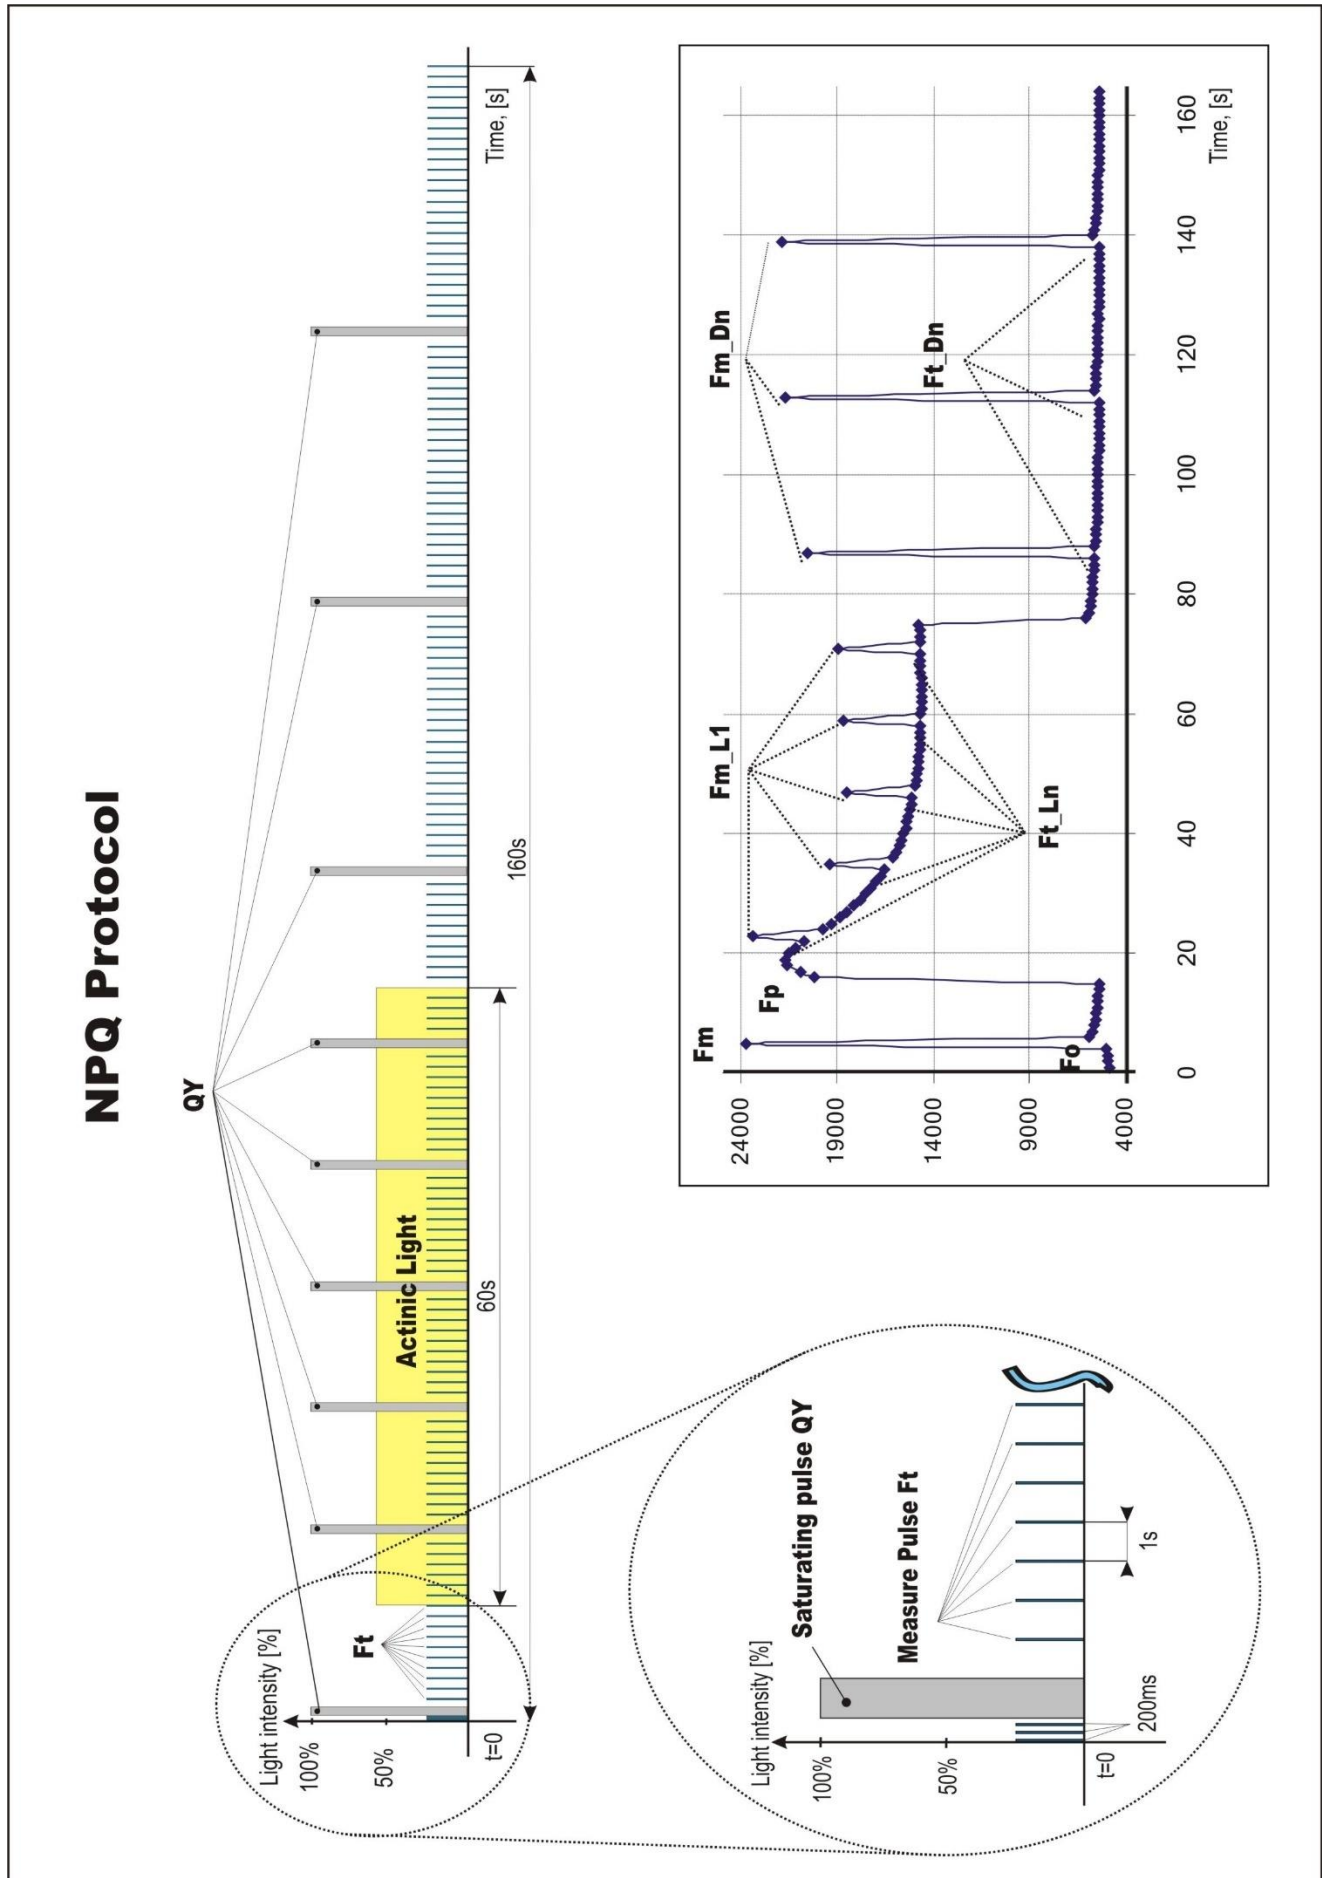 NPQ Protocol
QY
Light intensity [%]
100%
50%
t=0
Ft
Actinic Light
60s
160s
Time, [s]
Light intensity [%]
100%
50%
t=0
200ms
Saturating pulse QY
Measure Pulse Ft
1s
Fm
Fp
Fo
Fm_L1
Ft_Ln
Fm_Dn
Ft_Dn
24000
19000
14000
9000
4000
0 20 40 60 80 100 120 140 160
Time, [s]